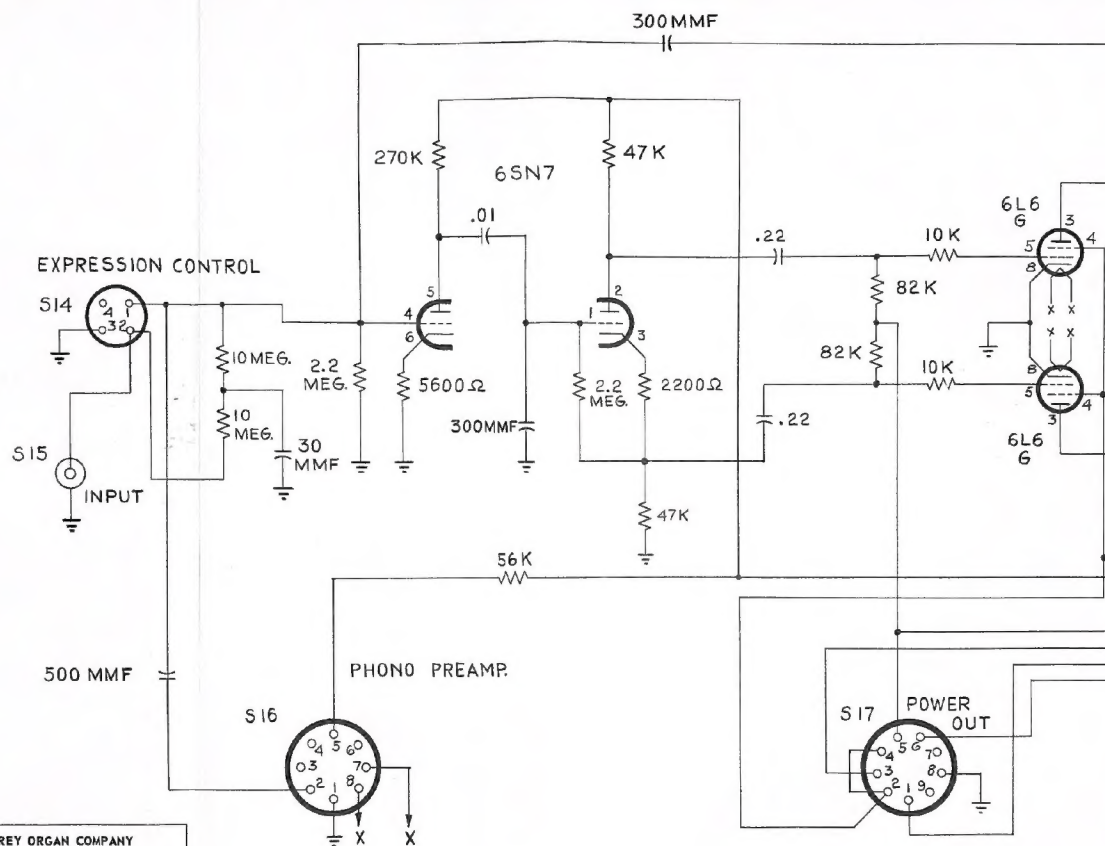 300MMF
270K
47K
6SN7
.01
6L6
G
3
4
5
8
.22
10K
EXPRESSION CONTROL
S14
4 1
3 2
5
4
6
2
1
3
82K
X X
X X
10 MEG.
2.2
MEG.
5600Ω
2.2
MEG.
2200Ω
82K
10K
8
5
4
3
10
MEG.
30
MMF
300MMF
.22
6L6
G
S15
INPUT
47K
56K
500 MMF
PHONO PREAMP.
S16
4 5 6
3 7
2 1 8
X X
S17
POWER
OUT
5 6
4 7
3 8
2 1 9
REY ORGAN COMPANY